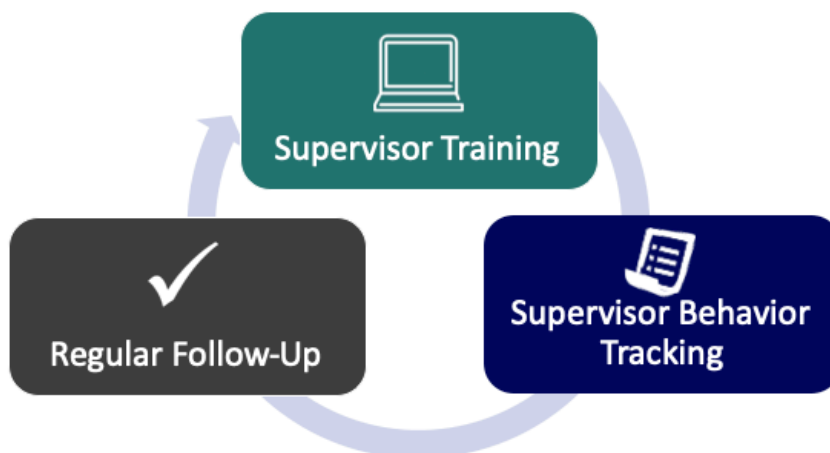 Supervisor Training
Supervisor Behavior
Tracking
Regular Follow-Up